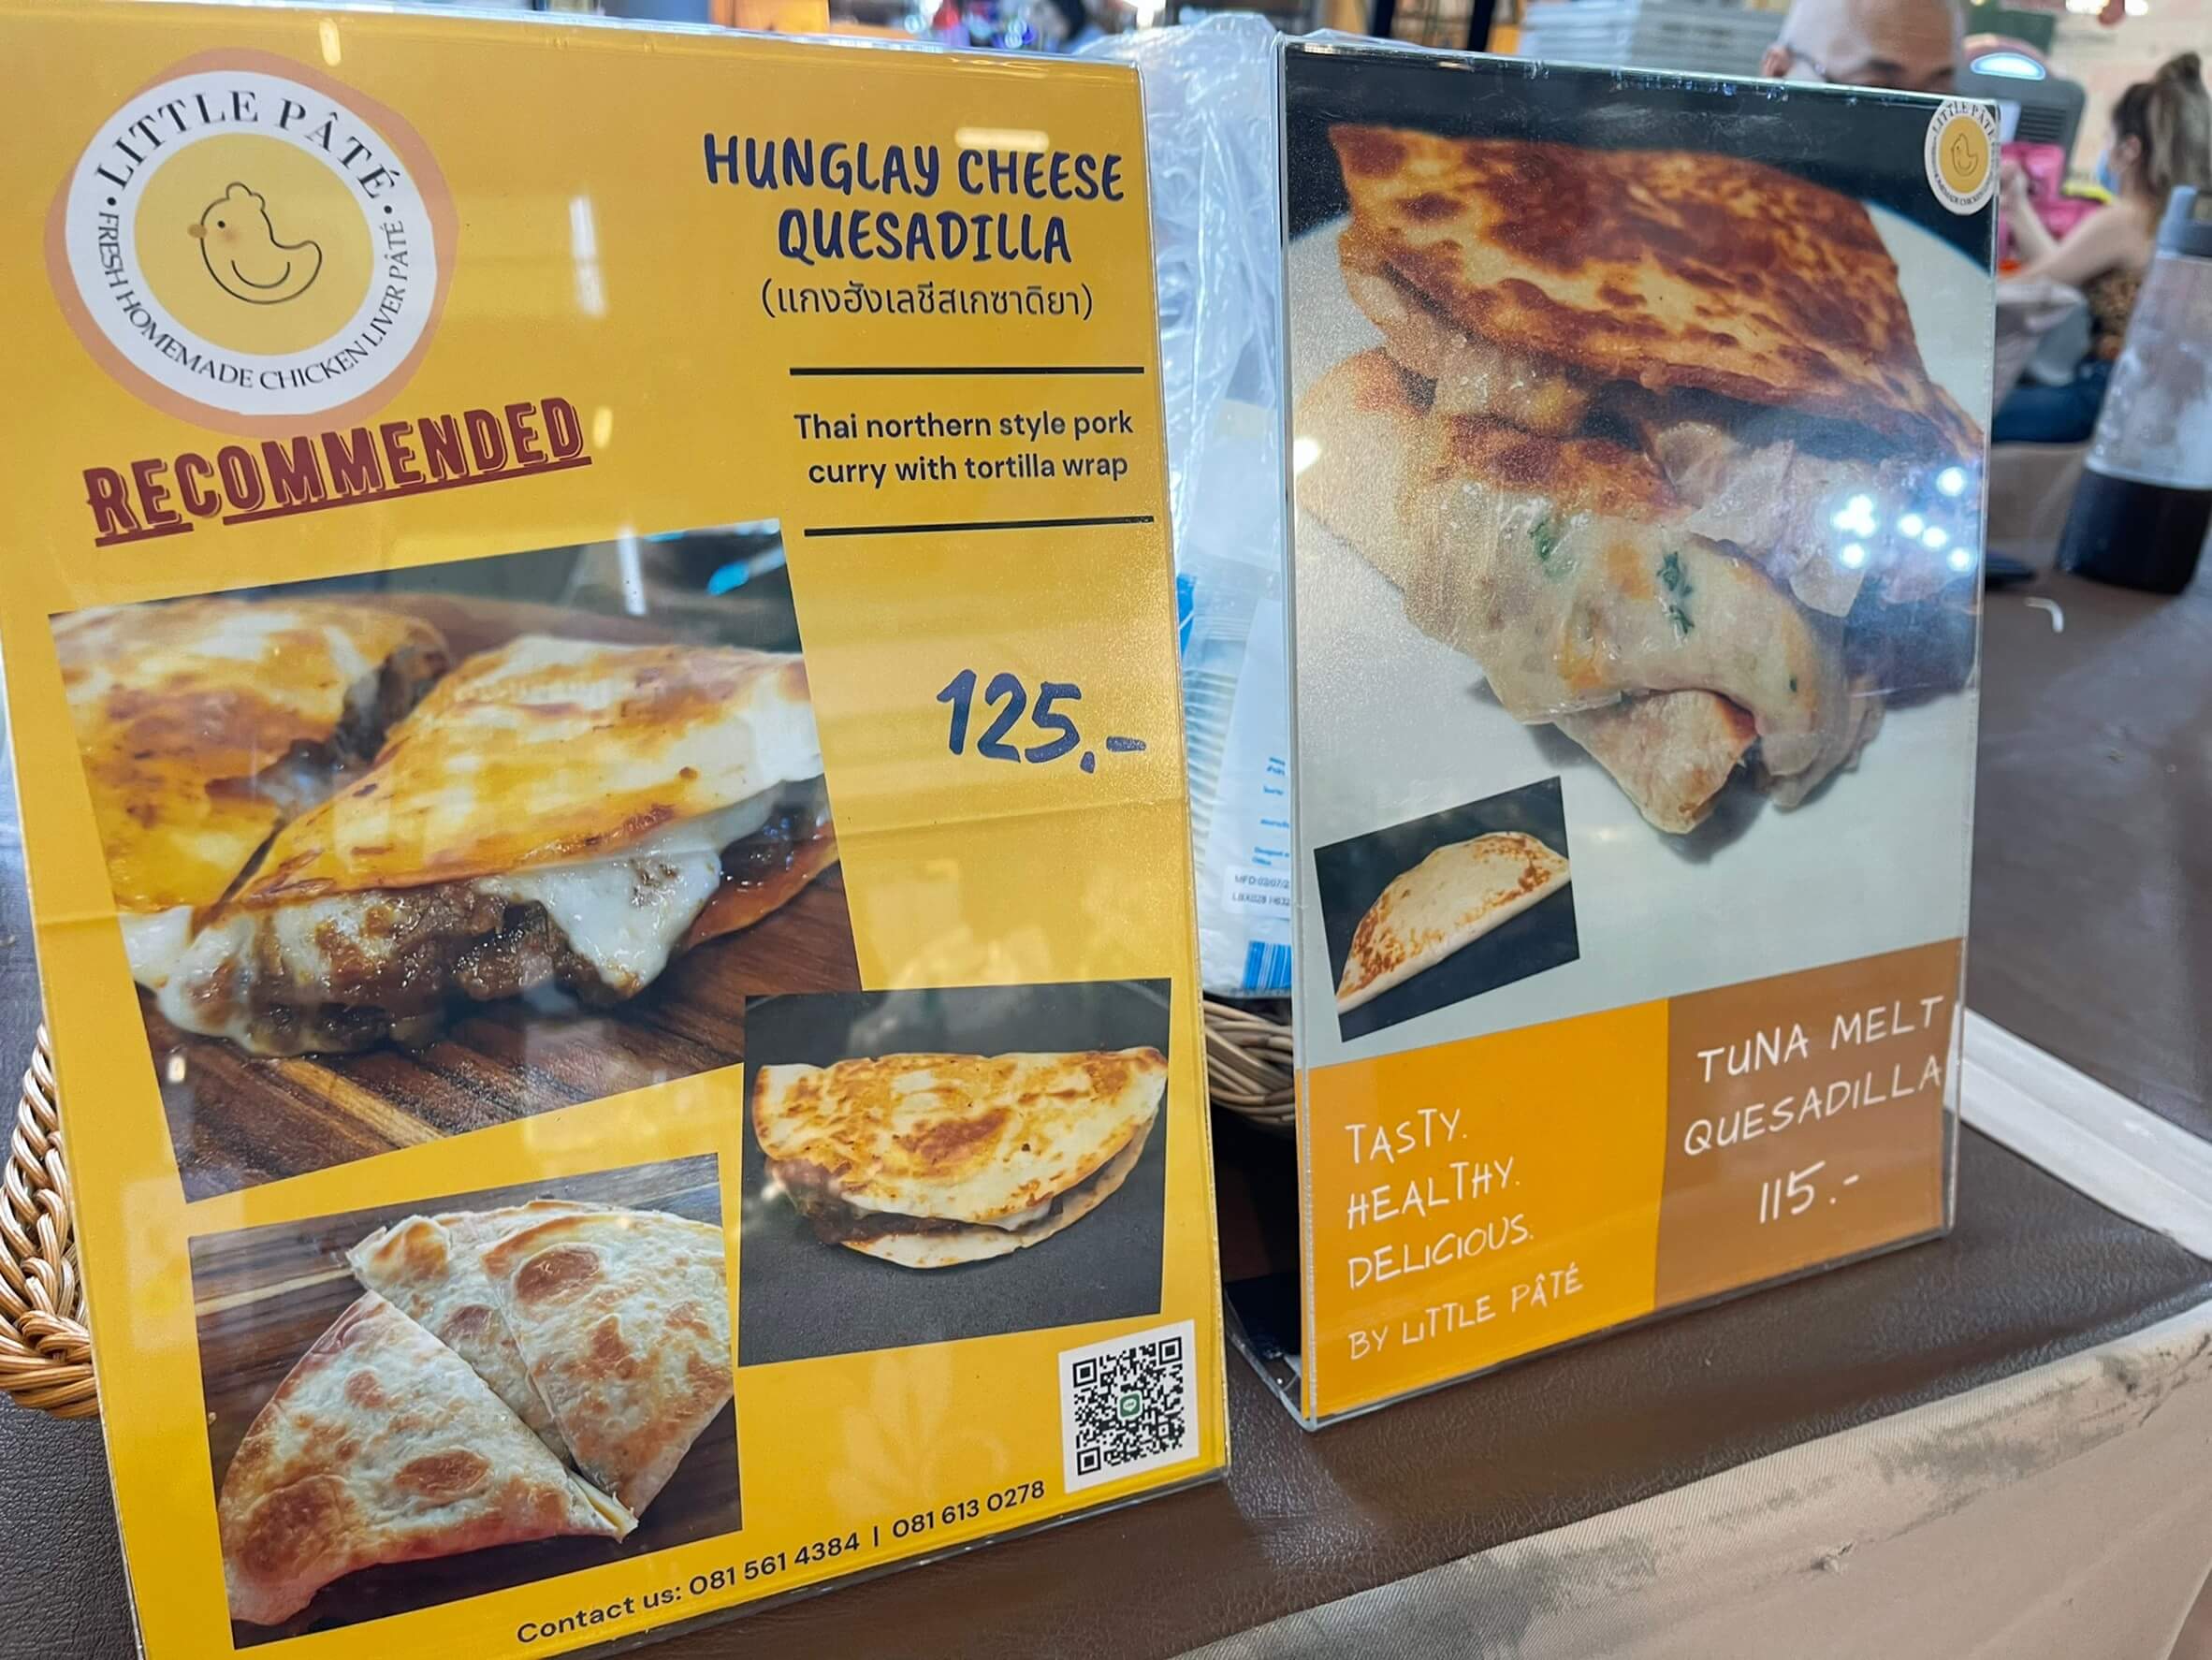 LITTLE PÂTÉ
• FRESH HOMEMADE CHICKEN LIVER PÂTÉ •
RECOMMENDED
HUNGLAY CHEESE
QUESADILLA
(แกงฮังเลชีสเกซาดิยา)
Thai northern style pork
curry with tortilla wrap
125.-
Contact us: 081 561 4384 | 081 613 0278
LITTLE PÂTÉ
TASTY.
HEALTHY.
DELICIOUS.
BY LITTLE PÂTÉ
TUNA MELT
QUESADILLA
115.-